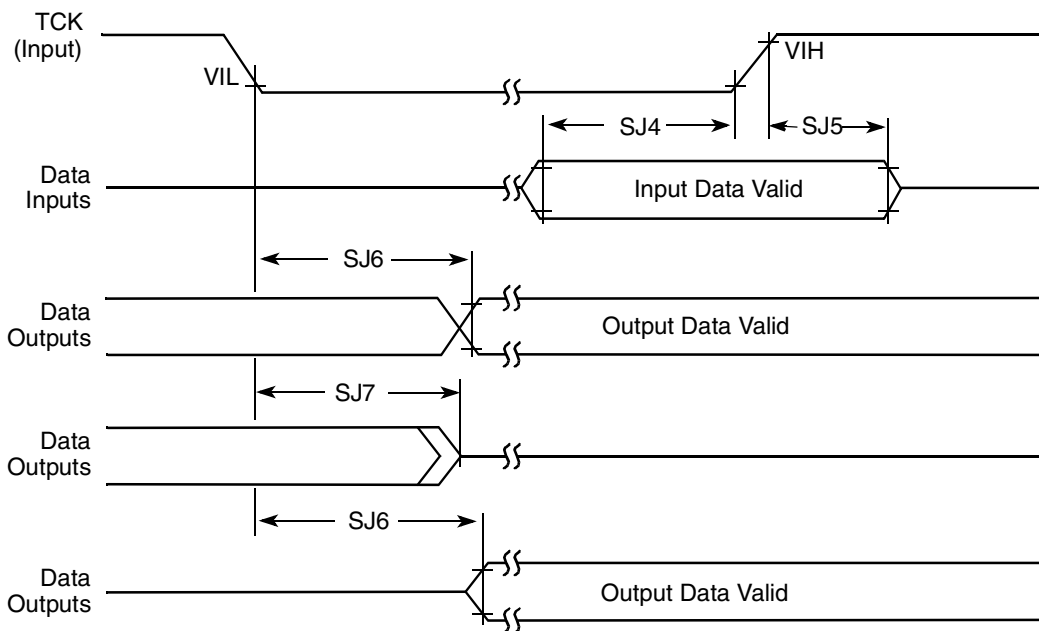 TCK
(Input)
VIL
VIH
SJ4
SJ5
Data
Inputs
Input Data Valid
SJ6
Data
Outputs
Output Data Valid
SJ7
Data
Outputs
SJ6
Data
Outputs
Output Data Valid